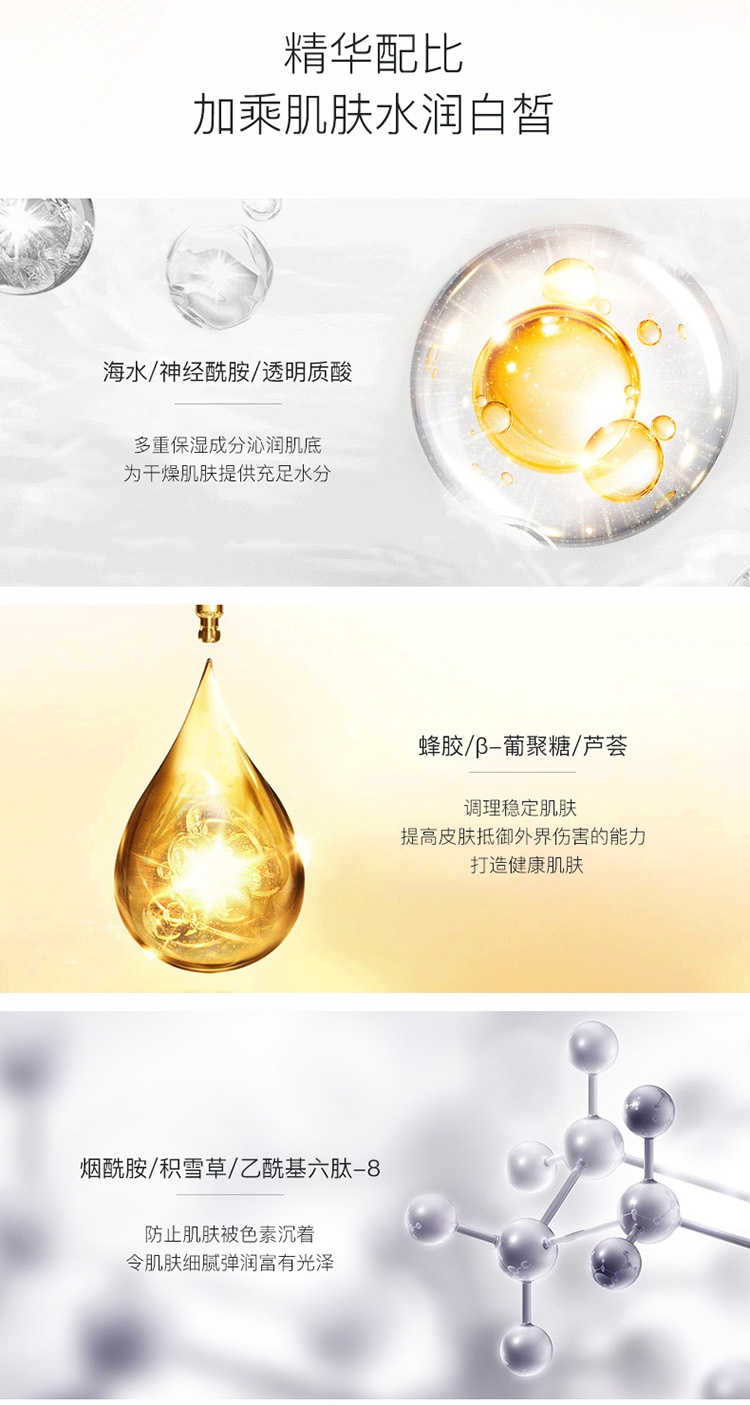 精华配比
加乘肌肤水润白皙
海水/神经酰胺/透明质酸
多重保湿成分沁润肌底
为干燥肌肤提供充足水分
蜂胶/β-葡聚糖/芦荟
调理稳定肌肤
提高皮肤抵御外界伤害的能力
打造健康肌肤
烟酰胺/积雪草/乙酰基六肽-8
防止肌肤被色素沉着
令肌肤细腻弹润富有光泽